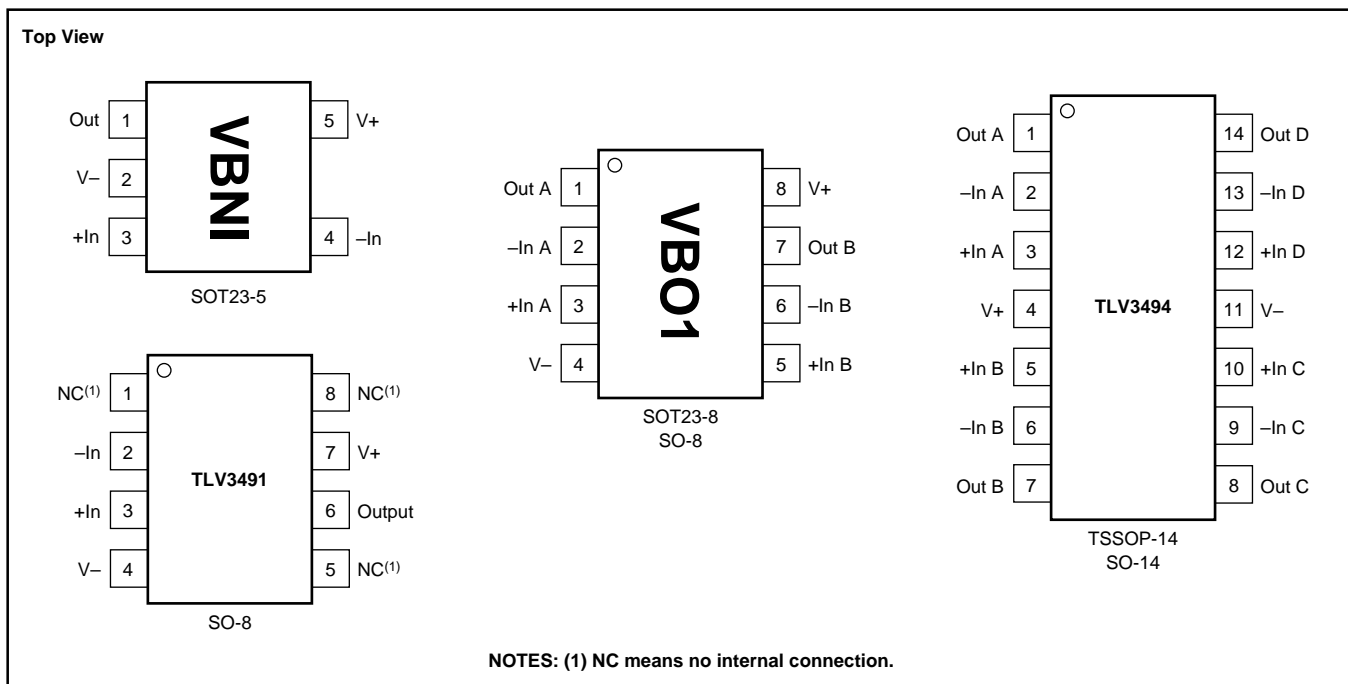 Top View
Out 1
V– 2
+In 3
5 V+
4 –In
VBNI
SOT23-5
NC(1) 1
–In 2
+In 3
V– 4
8 NC(1)
7 V+
6 Output
5 NC(1)
TLV3491
SO-8
Out A 1
–In A 2
+In A 3
V– 4
8 V+
7 Out B
6 –In B
5 +In B
VBO1
SOT23-8
SO-8
Out A 1
–In A 2
+In A 3
V+ 4
+In B 5
–In B 6
Out B 7
14 Out D
13 –In D
12 +In D
11 V–
10 +In C
9 –In C
8 Out C
TLV3494
TSSOP-14
SO-14
NOTES: (1) NC means no internal connection.